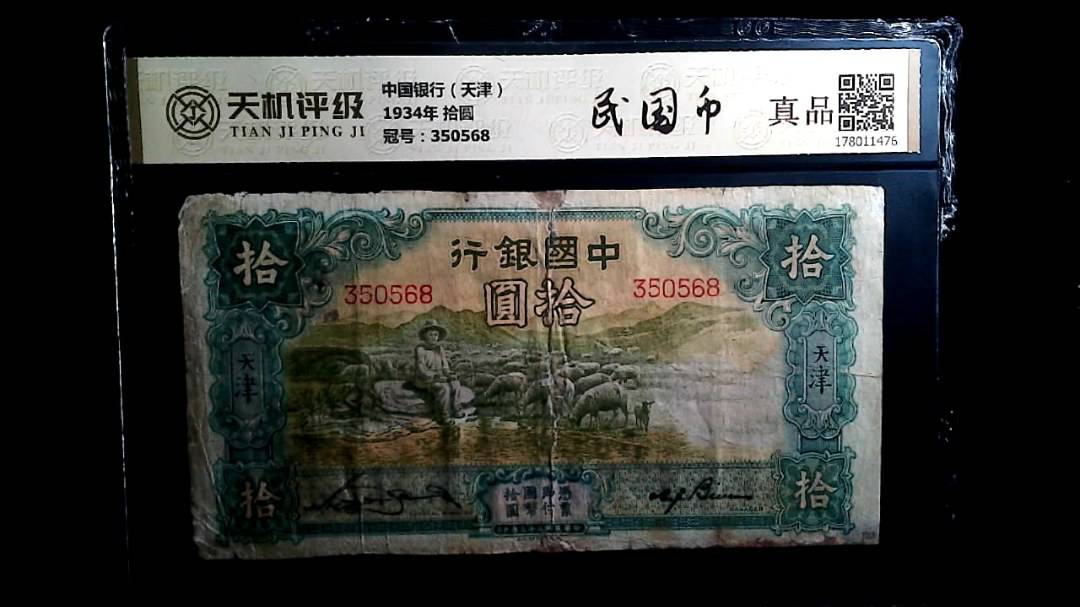 天机评级
TIAN JI PING JI
中国银行（天津）
1934年 拾圆
冠号：350568
民国币
真品
178011476
拾
行銀國中
拾
350568
圓拾
350568
天津
天津
拾
拾